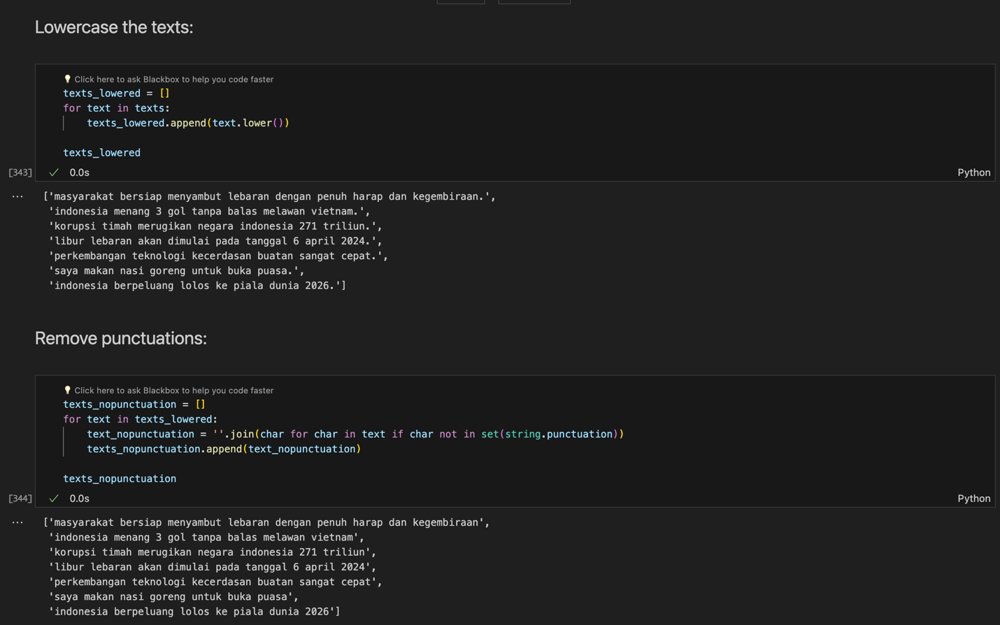 Lowercase the texts:
Click here to ask Blackbox to help you code faster
texts_lowered = []
for text in texts:
    texts_lowered.append(text.lower())
texts_lowered
[343] ✓ 0.0s Python
... ['masyarakat bersiap menyambut lebaran dengan penuh harap dan kegembiraan.',
'indonesia menang 3 gol tanpa balas melawan vietnam.',
'korupsi timah merugikan negara indonesia 271 triliun.',
'libur lebaran akan dimulai pada tanggal 6 april 2024.',
'perkembangan teknologi kecerdasan buatan sangat cepat.',
'saya makan nasi goreng untuk buka puasa.',
'indonesia berpeluang lolos ke piala dunia 2026.']
Remove punctuations:
Click here to ask Blackbox to help you code faster
texts_nopunctuation = []
for text in texts_lowered:
    text_nopunctuation = ''.join(char for char in text if char not in set(string.punctuation))
    texts_nopunctuation.append(text_nopunctuation)
texts_nopunctuation
[344] ✓ 0.0s Python
... ['masyarakat bersiap menyambut lebaran dengan penuh harap dan kegembiraan',
'indonesia menang 3 gol tanpa balas melawan vietnam',
'korupsi timah merugikan negara indonesia 271 triliun',
'libur lebaran akan dimulai pada tanggal 6 april 2024',
'perkembangan teknologi kecerdasan buatan sangat cepat',
'saya makan nasi goreng untuk buka puasa',
'indonesia berpeluang lolos ke piala dunia 2026']